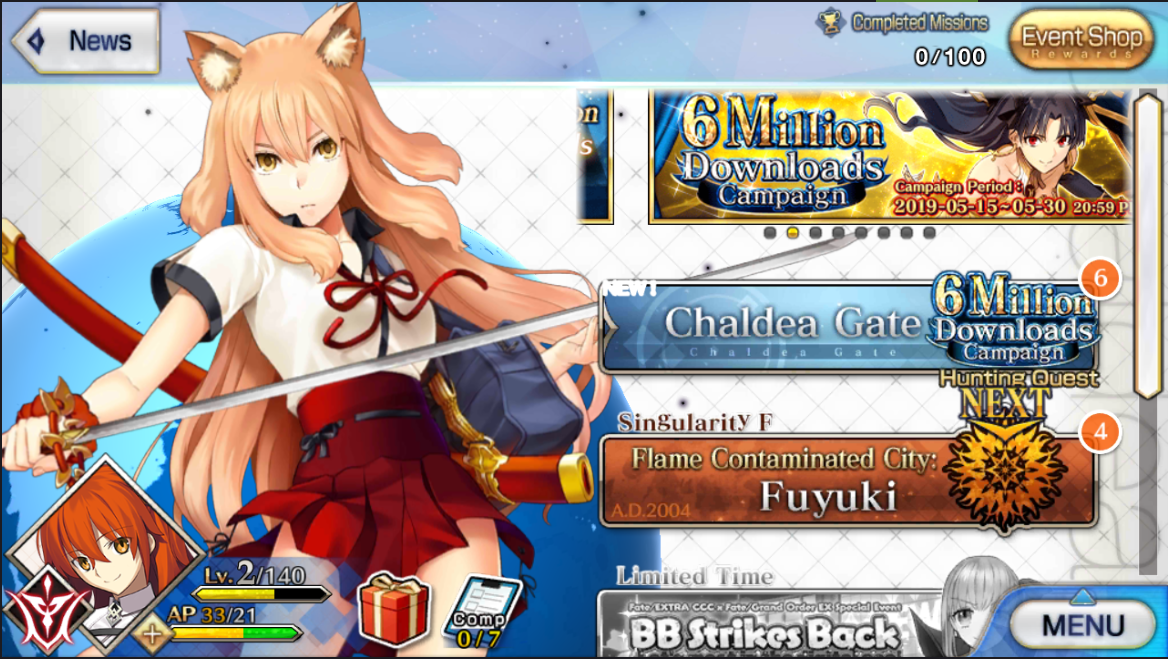 News
Completed Missions
0/100
Event Shop
Rewards
6 Million
Downloads
Campaign
Campaign Period:
2019-05-15~05-30 20:59 P
NEW!
6
Chaldea Gate
Chaldea Gate
6 Million
Downloads
Campaign
Hunting Quest
NEXT
Singularity F
4
Flame Contaminated City:
Fuyuki
A.D.2004
Limited Time
Fate/EXTRA CCC × Fate/Grand Order EX Special Event
BB Strikes Back
Lv. 2/140
AP 33/21
Comp
0/7
MENU